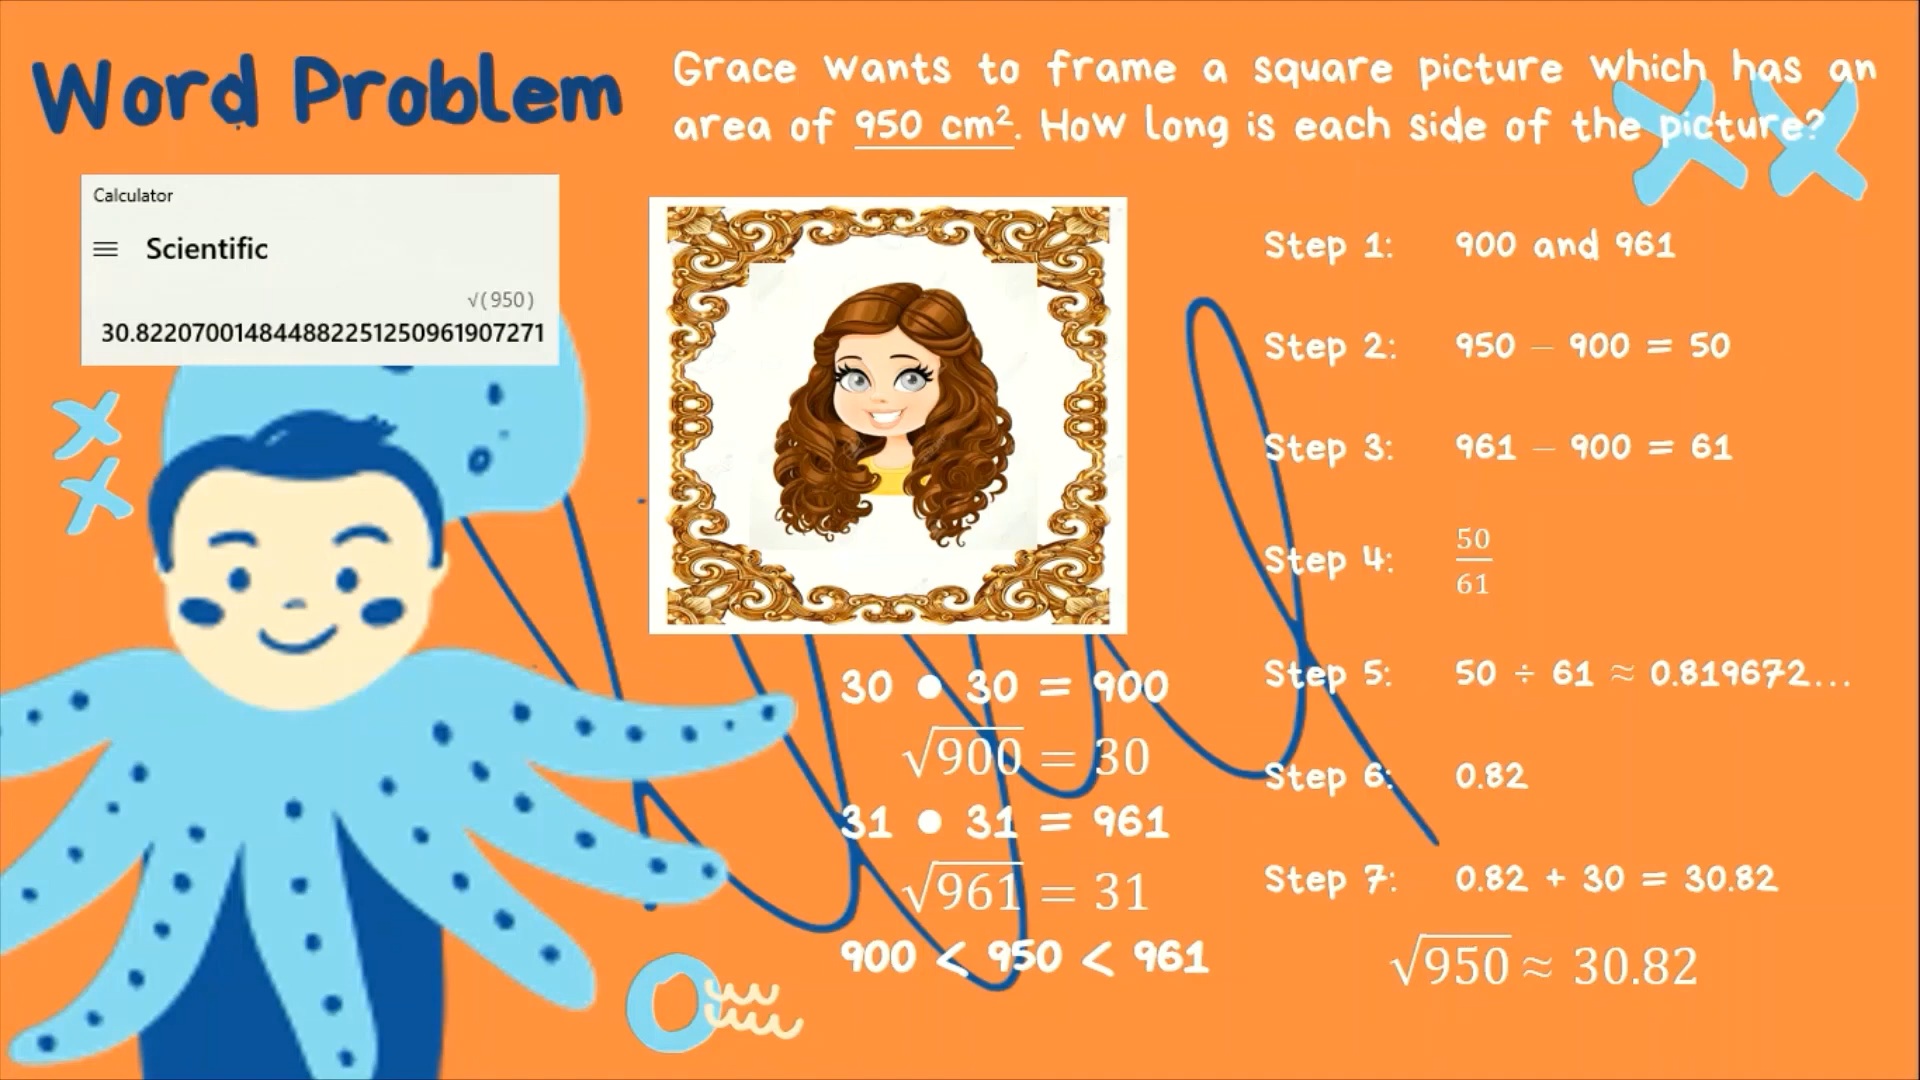 Word Problem
Grace wants to frame a square picture which has an
area of 950 cm². How long is each side of the picture?
Calculator
Scientific
√(950)
30.822070014844882251250961907271
30 • 30 = 900
√900 = 30
31 • 31 = 961
√961 = 31
900 < 950 < 961
Step 1: 900 and 961
Step 2: 950 – 900 = 50
Step 3: 961 – 900 = 61
Step 4: 50/61
Step 5: 50 ÷ 61 ≈ 0.819672...
Step 6: 0.82
Step 7: 0.82 + 30 = 30.82
√950 ≈ 30.82